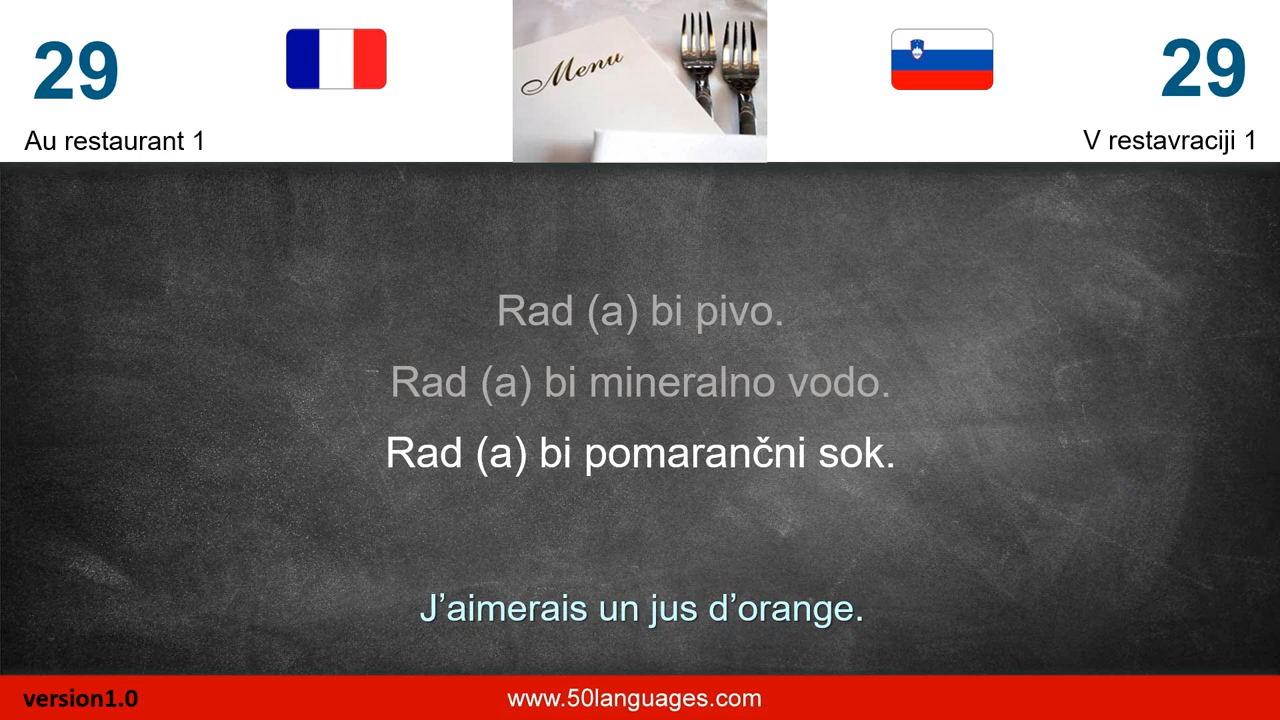 29
29
Menu
Au restaurant 1
V restavraciji 1
Rad (a) bi pivo.
Rad (a) bi mineralno vodo.
Rad (a) bi pomarančni sok.
J’aimerais un jus d’orange.
version1.0
www.50languages.com